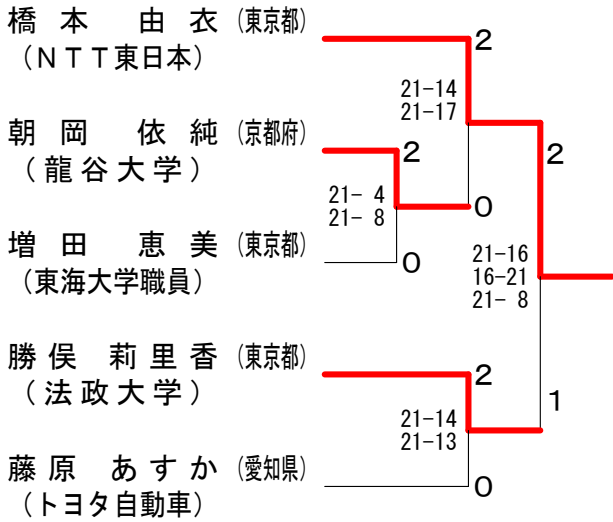 橋本 由衣 (東京都)
(NTT東日本)
2
21-14
21-17
朝岡 依純 (京都府)
(龍谷大学)
2
2
21- 4
21- 8
0
増田 恵美 (東京都)
(東海大学職員)
0
21-16
16-21
21- 8
勝俣 莉里香 (東京都)
(法政大学)
2
1
21-14
21-13
藤原 あすか (愛知県)
(トヨタ自動車)
0